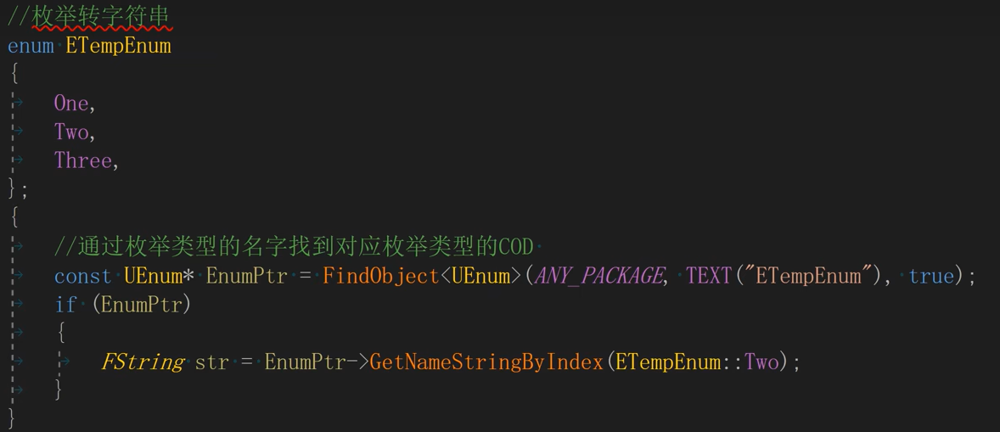 //枚举转字符串
enum ETempEnum
{
    One,
    Two,
    Three,
};
{
    //通过枚举类型的名字找到对应枚举类型的COD
    const UEnum* EnumPtr = FindObject<UEnum>(ANY_PACKAGE, TEXT("ETempEnum"), true);
    if (EnumPtr)
    {
        FString str = EnumPtr->GetNameStringByIndex(ETempEnum::Two);
    }
}